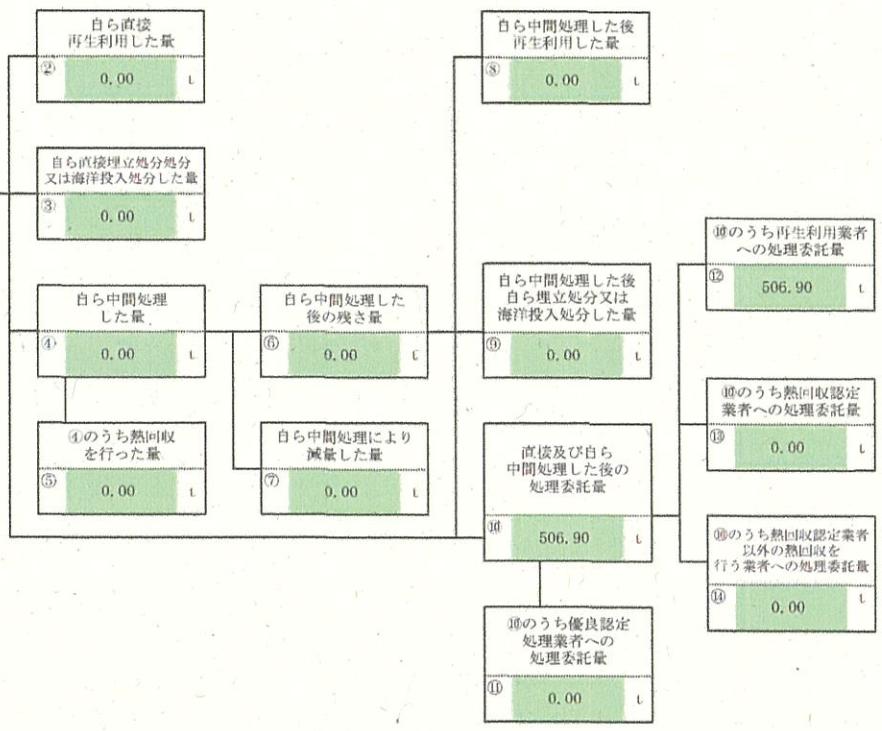 自ら直接
再生利用した量
② 0.00 t
自ら直接埋立処分処分
又は海洋投入処分した量
③ 0.00 t
自ら中間処理
した量
④ 0.00 t
④のうち熱回収
を行った量
⑤ 0.00 t
自ら中間処理した
後の残さ量
⑥ 0.00 t
自ら中間処理により
減量した量
⑦ 0.00 t
自ら中間処理した後
再生利用した量
⑧ 0.00 t
自ら中間処理した後
自ら埋立処分又は
海洋投入処分した量
⑨ 0.00 t
直接及び自ら
中間処理した後の
処理委託量
⑩ 506.90 t
⑩のうち優良認定
処理業者への
処理委託量
⑪ 0.00 t
⑩のうち再生利用業者
への処理委託量
⑫ 506.90 t
⑩のうち熱回収認定
業者への処理委託量
⑬ 0.00 t
⑩のうち熱回収認定業者
以外の熱回収を
行う業者への処理委託量
⑭ 0.00 t